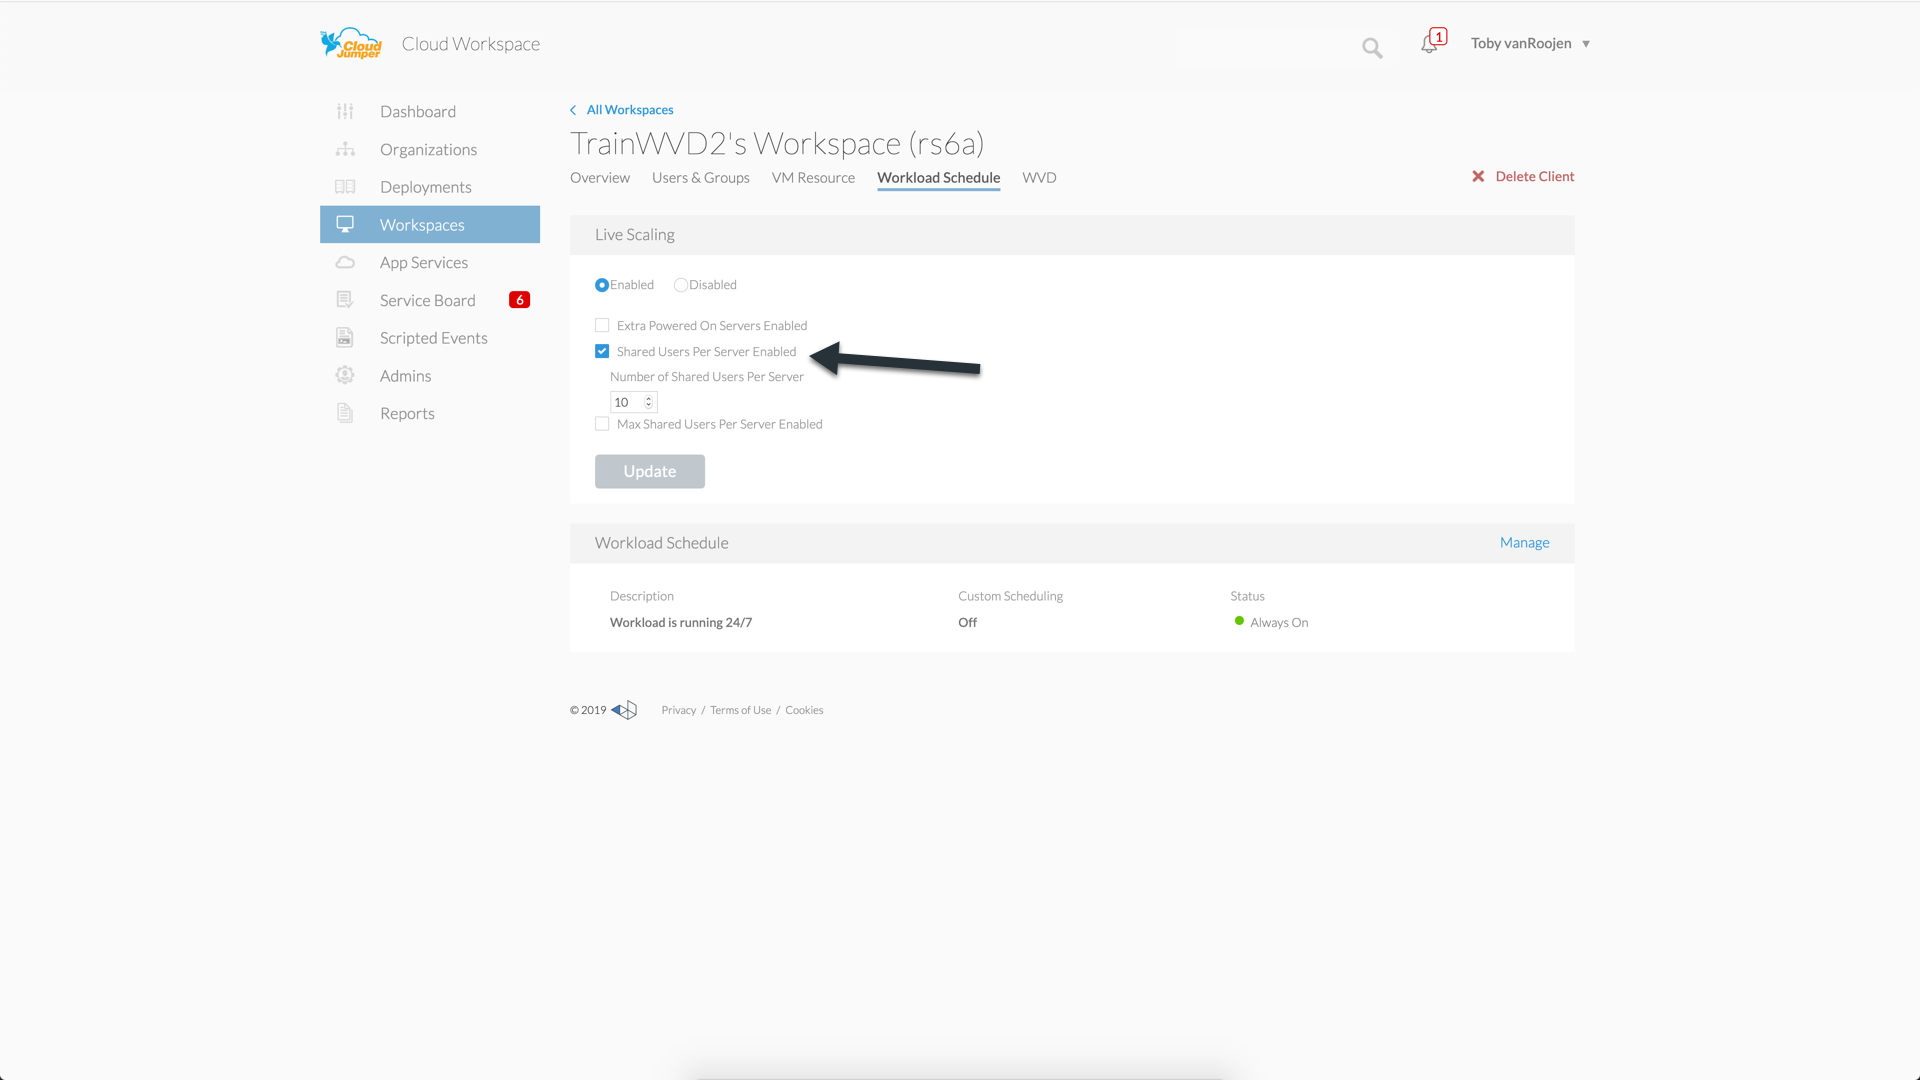 Cloud Jumper
Cloud Workspace
1
Toby vanRoojen
Dashboard
Organizations
Deployments
Workspaces
App Services
Service Board 6
Scripted Events
Admins
Reports
All Workspaces
TrainWVD2's Workspace (rs6a)
Overview Users & Groups VM Resource Workload Schedule WVD
Delete Client
Live Scaling
Enabled Disabled
Extra Powered On Servers Enabled
Shared Users Per Server Enabled
Number of Shared Users Per Server
10
Max Shared Users Per Server Enabled
Update
Workload Schedule Manage
Description Custom Scheduling Status
Workload is running 24/7 Off Always On
© 2019 Privacy / Terms of Use / Cookies